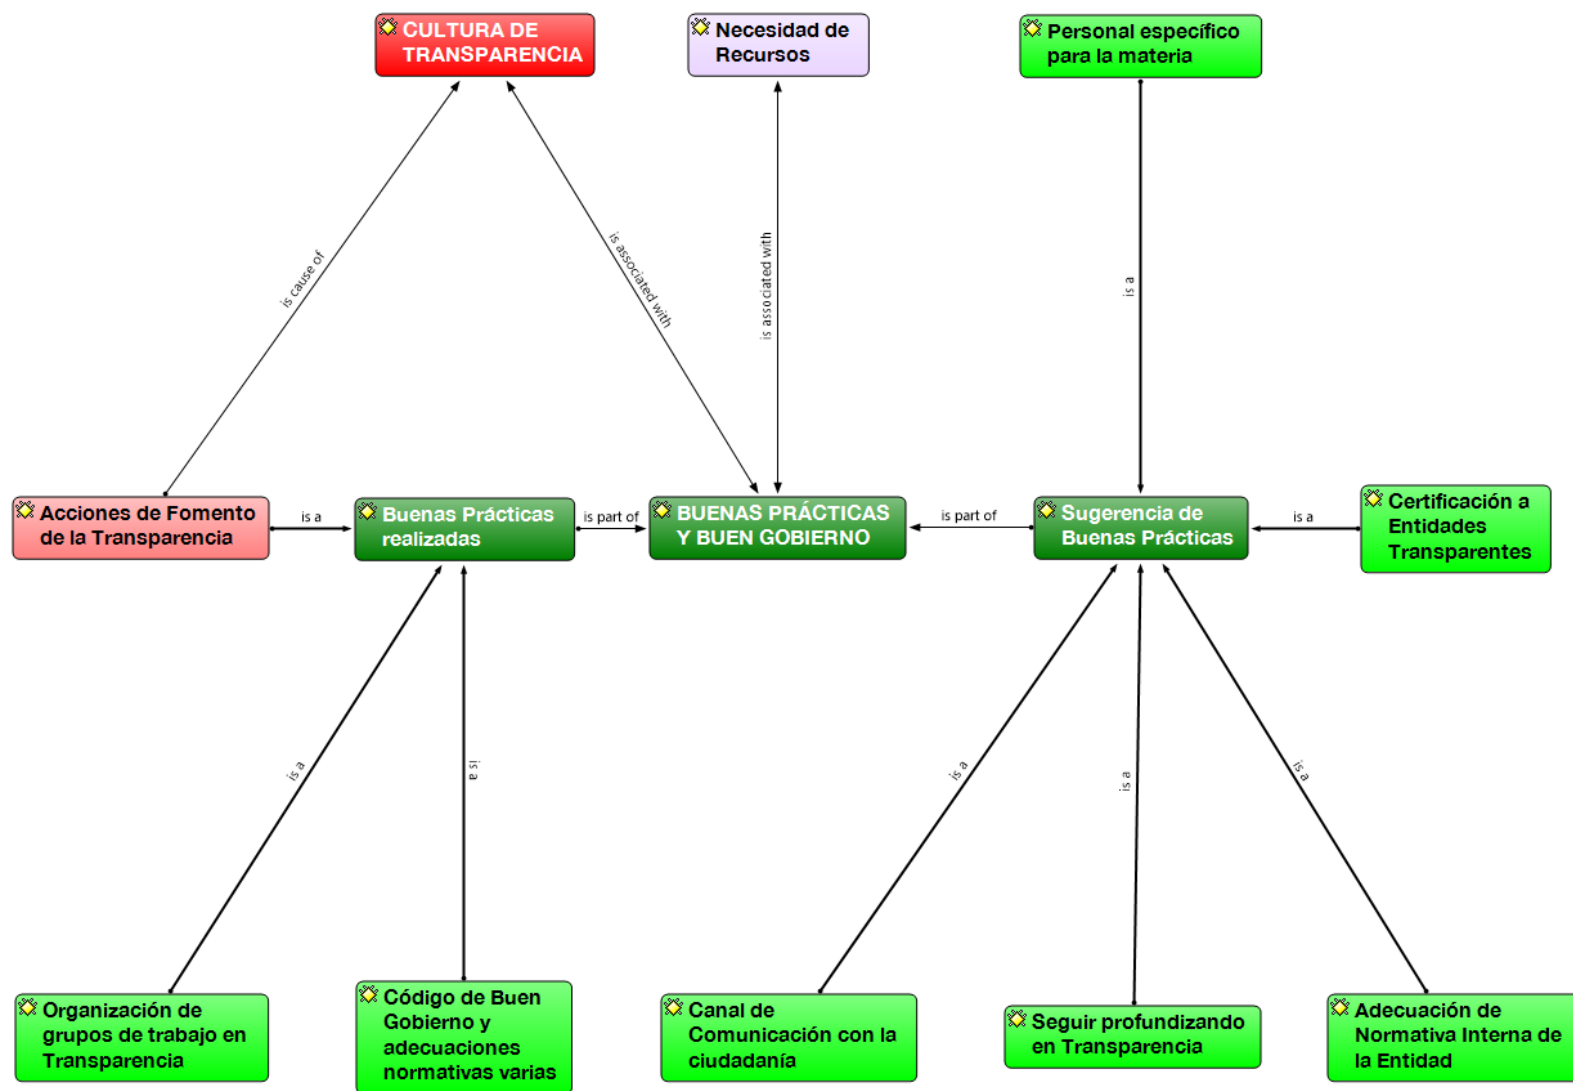 CULTURA DE
TRANSPARENCIA
Necesidad de
Recursos
Personal específico
para la materia
is cause of
is associated with
is associated with
is a
Acciones de Fomento
de la Transparencia
is a
Buenas Prácticas
realizadas
is part of
BUENAS PRÁCTICAS
Y BUEN GOBIERNO
is part of
Sugerencia de
Buenas Prácticas
is a
Certificación a
Entidades
Transparentes
is a
is a
is a
is a
is a
Organización de
grupos de trabajo en
Transparencia
Código de Buen
Gobierno y
adecuaciones
normativas varias
Canal de
Comunicación con la
ciudadanía
Seguir profundizando
en Transparencia
Adecuación de
Normativa Interna de
la Entidad